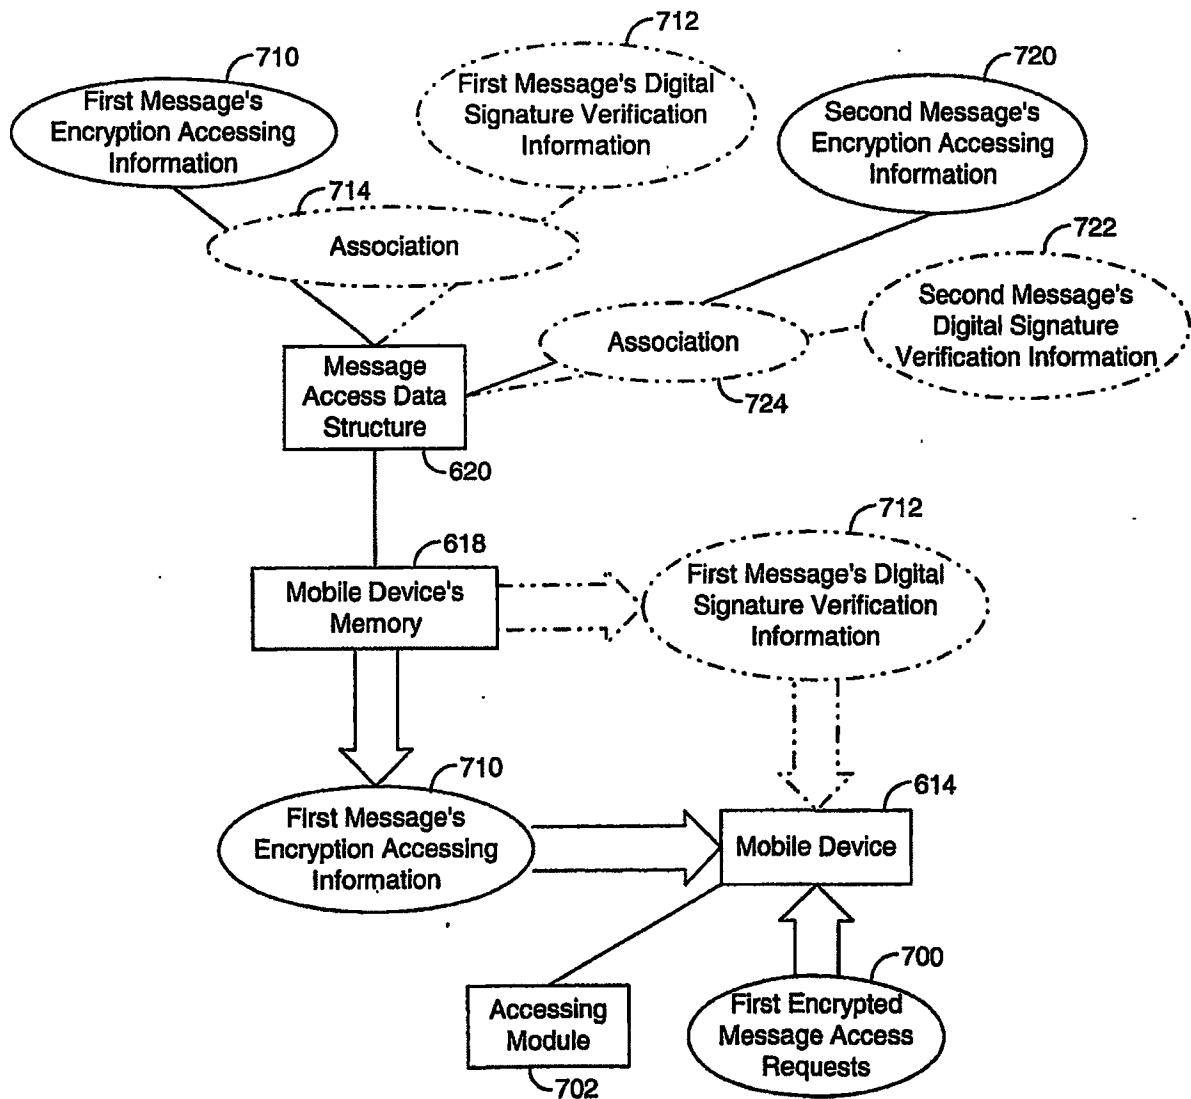 712
710
First Message's Digital
Signature Verification
Information
720
First Message's
Encryption Accessing
Information
Second Message's
Encryption Accessing
Information
714
Association
722
Second Message's
Digital Signature
Verification Information
Association
724
Message
Access Data
Structure
620
618
Mobile Device's
Memory
712
First Message's Digital
Signature Verification
Information
710
First Message's
Encryption Accessing
Information
614
Mobile Device
700
First Encrypted
Message Access
Requests
Accessing
Module
702